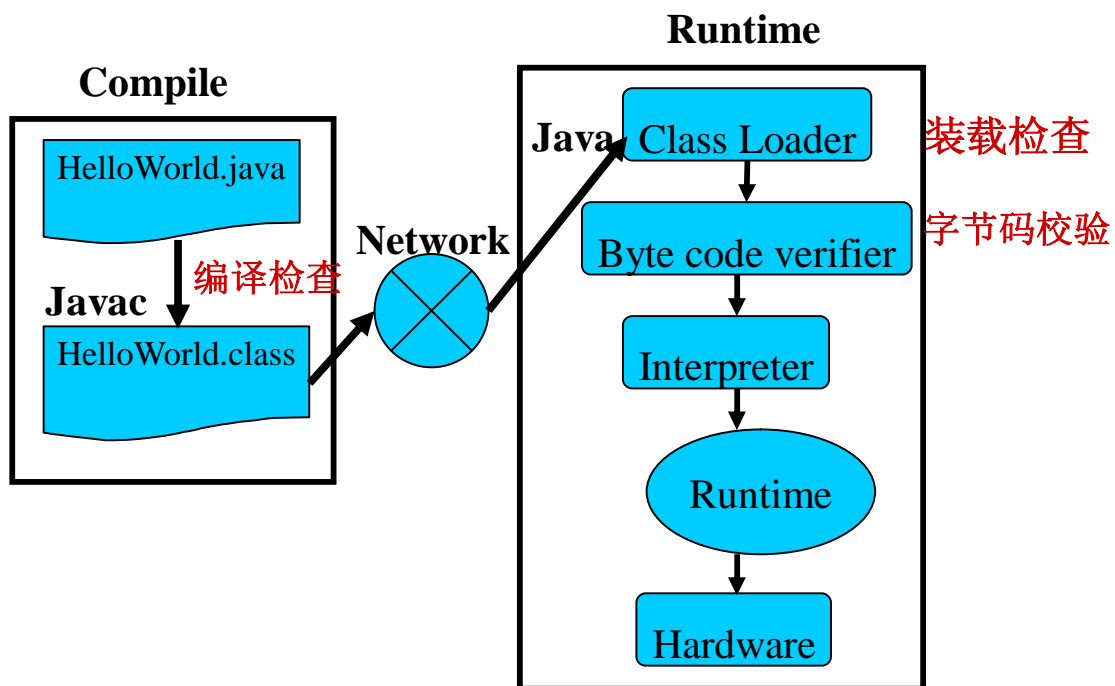 Compile
HelloWorld.java
编译检查
Javac
HelloWorld.class
Network
Runtime
Java
Class Loader
装载检查
Byte code verifier
字节码校验
Interpreter
Runtime
Hardware